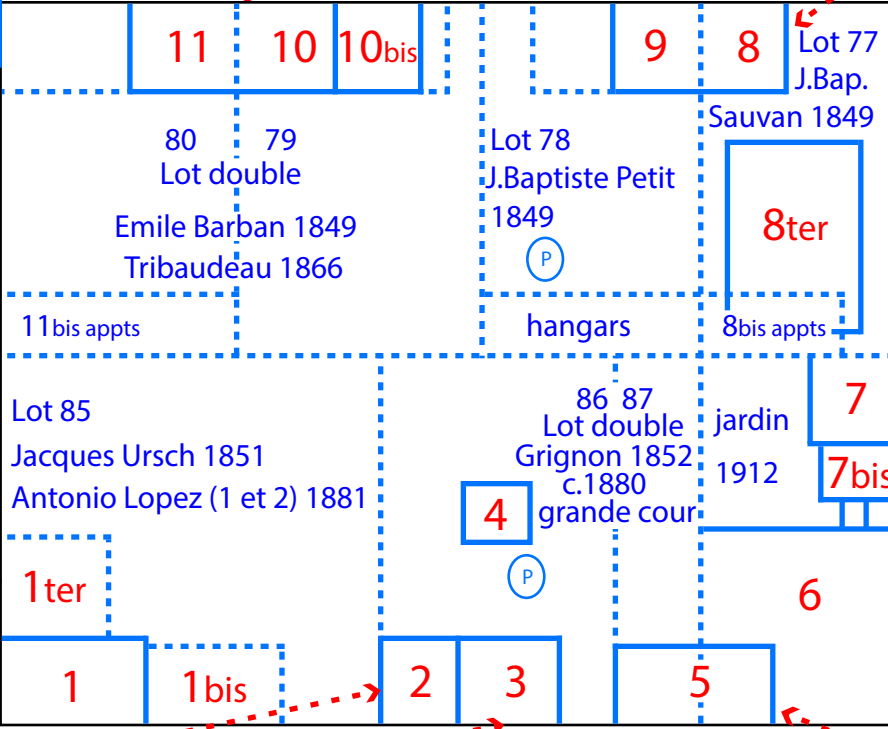 11 10 10bis 9 8
Lot 77
J.Bap.
Sauvan 1849
80 79
Lot double
Emile Barban 1849
Tribaudeau 1866
Lot 78
J.Baptiste Petit
1849
P
8ter
11bis appts
hangars
8bis appts
Lot 85
Jacques Ursch 1851
Antonio Lopez (1 et 2) 1881
86 87
Lot double
Grignon 1852
c.1880
grande cour
jardin
1912
7
7bis
4
P
1ter
6
1 1bis 2 3 5